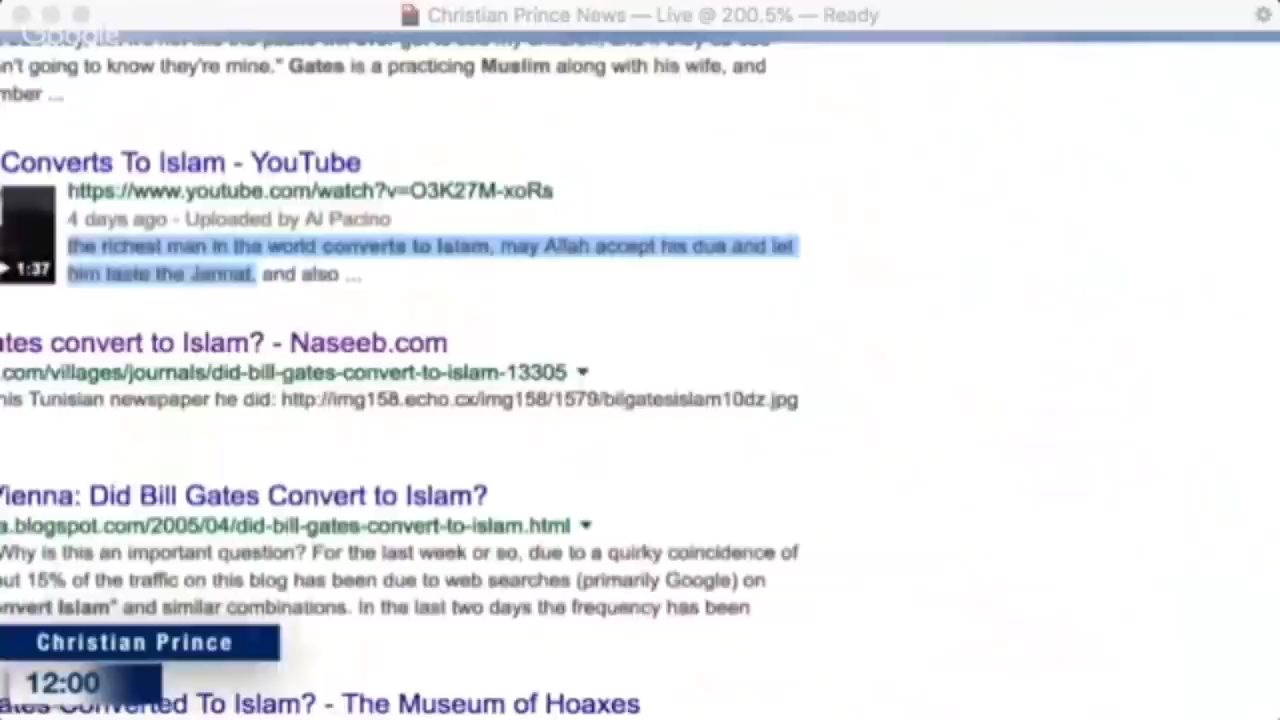 Christian Prince News — Live @ 200.5% — Ready
Google
n't going to know they're mine." Gates is a practicing Muslim along with his wife, and
mber ...
Converts To Islam - YouTube
https://www.youtube.com/watch?v=O3K27M-xoRs
4 days ago - Uploaded by Al Pacino
the richest man in the world converts to Islam, may Allah accept his dua and let
1:37
him taste the Jannat. and also ...
ates convert to Islam? - Naseeb.com
.com/villages/journals/did-bill-gates-convert-to-islam-13305
his Tunisian newspaper he did: http://img158.echo.cx/img158/1579/bilgatesislam10dz.jpg
Vienna: Did Bill Gates Convert to Islam?
a.blogspot.com/2005/04/did-bill-gates-convert-to-islam.html
Why is this an important question? For the last week or so, due to a quirky coincidence of
out 15% of the traffic on this blog has been due to web searches (primarily Google) on
onvert Islam" and similar combinations. In the last two days the frequency has been
Christian Prince
12:00
ates Converted To Islam? - The Museum of Hoaxes